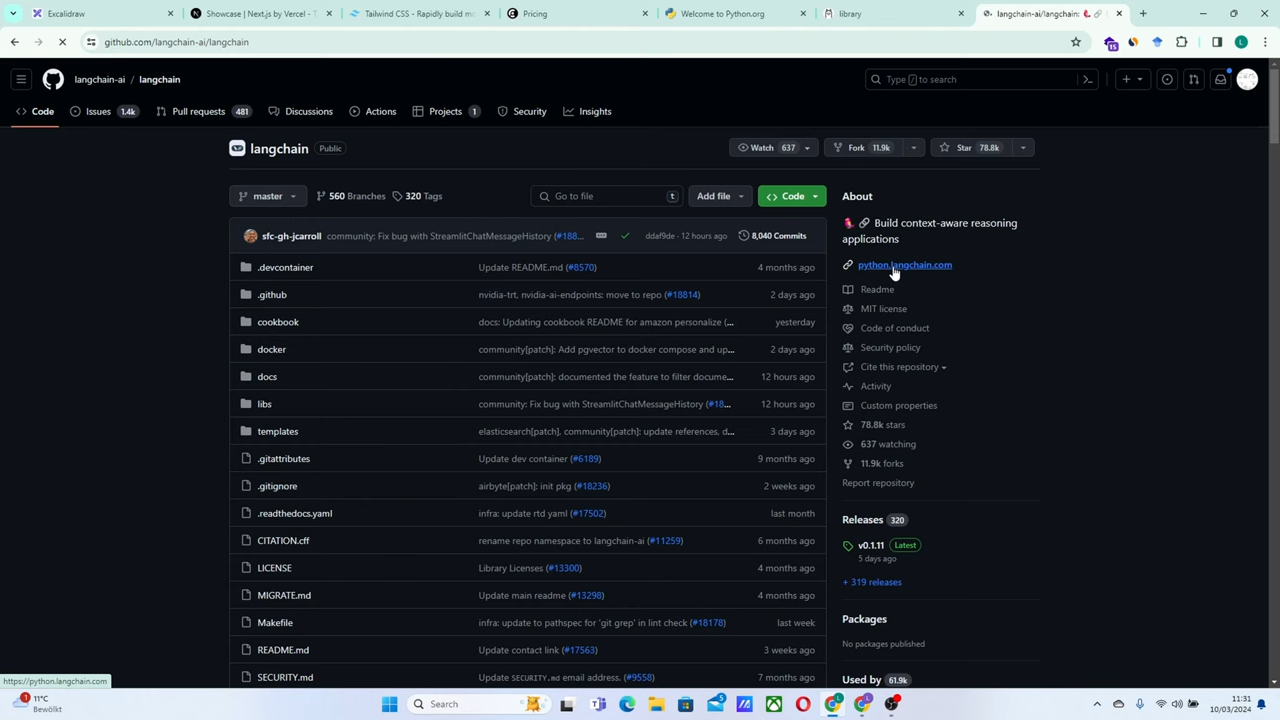 Excalidraw
Showcase | Next.js by Vercel - T
Tailwind CSS - Rapidly build m
Pricing
Welcome to Python.org
library
langchain-ai/langchain:
github.com/langchain-ai/langchain
15
L
langchain-ai / langchain
Type / to search
Code
Issues 1.4k
Pull requests 481
Discussions
Actions
Projects 1
Security
Insights
langchain Public
Watch 637
Fork 11.9k
Star 78.8k
master
560 Branches
320 Tags
Go to file t
Add file
Code
About
Build context-aware reasoning
applications
python.langchain.com
Readme
MIT license
Code of conduct
Security policy
Cite this repository
Activity
Custom properties
78.8k stars
637 watching
11.9k forks
Report repository
Releases 320
v0.1.11 Latest
5 days ago
+ 319 releases
Packages
No packages published
Used by 61.9k
sfc-gh-jcarroll community: Fix bug with StreamlitChatMessageHistory (#188... ddaf9de · 12 hours ago 8,040 Commits
.devcontainer Update README.md (#8570) 4 months ago
.github nvidia-trt, nvidia-ai-endpoints: move to repo (#18814) 2 days ago
cookbook docs: Updating cookbook README for amazon personalize (... yesterday
docker community[patch]: Add pgvector to docker compose and up... 2 days ago
docs community[patch]: documented the feature to filter docume... 12 hours ago
libs community: Fix bug with StreamlitChatMessageHistory (#18... 12 hours ago
templates elasticsearch[patch], community[patch]: update references, d... 3 days ago
.gitattributes Update dev container (#6189) 9 months ago
.gitignore airbyte[patch]: init pkg (#18236) 2 weeks ago
.readthedocs.yaml infra: update rtd yaml (#17502) last month
CITATION.cff rename repo namespace to langchain-ai (#11259) 6 months ago
LICENSE Library Licenses (#13300) 4 months ago
MIGRATE.md Update main readme (#13298) 4 months ago
Makefile infra: update to pathspec for 'git grep' in lint check (#18178) last week
README.md Update contact link (#17563) 3 weeks ago
SECURITY.md Update SECURITY.md email address. (#9558) 7 months ago
https://python.langchain.com
1
11°C
Bewölkt
Search
11:31
10/03/2024